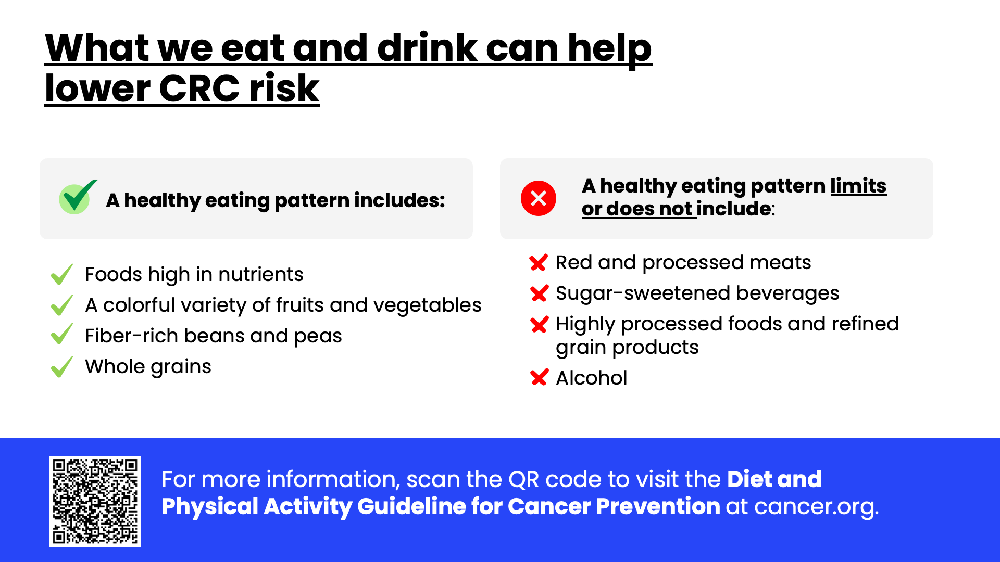 What we eat and drink can help
lower CRC risk
A healthy eating pattern includes:
Foods high in nutrients
A colorful variety of fruits and vegetables
Fiber-rich beans and peas
Whole grains
A healthy eating pattern limits
or does not include:
Red and processed meats
Sugar-sweetened beverages
Highly processed foods and refined
grain products
Alcohol
For more information, scan the QR code to visit the Diet and
Physical Activity Guideline for Cancer Prevention at cancer.org.